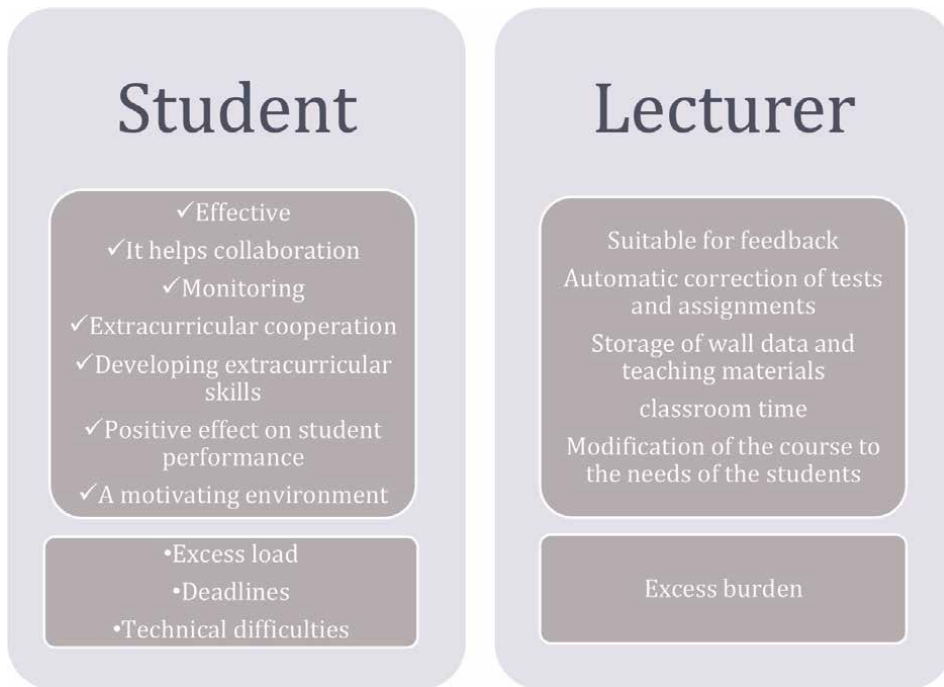 Student
✓Effective
✓It helps collaboration
✓Monitoring
✓Extracurricular cooperation
✓Developing extracurricular
skills
✓Positive effect on student
performance
✓A motivating environment
•Excess load
•Deadlines
•Technical difficulties
Lecturer
Suitable for feedback
Automatic correction of tests
and assignments
Storage of wall data and
teaching materials
classroom time
Modification of the course to
the needs of the students
Excess burden